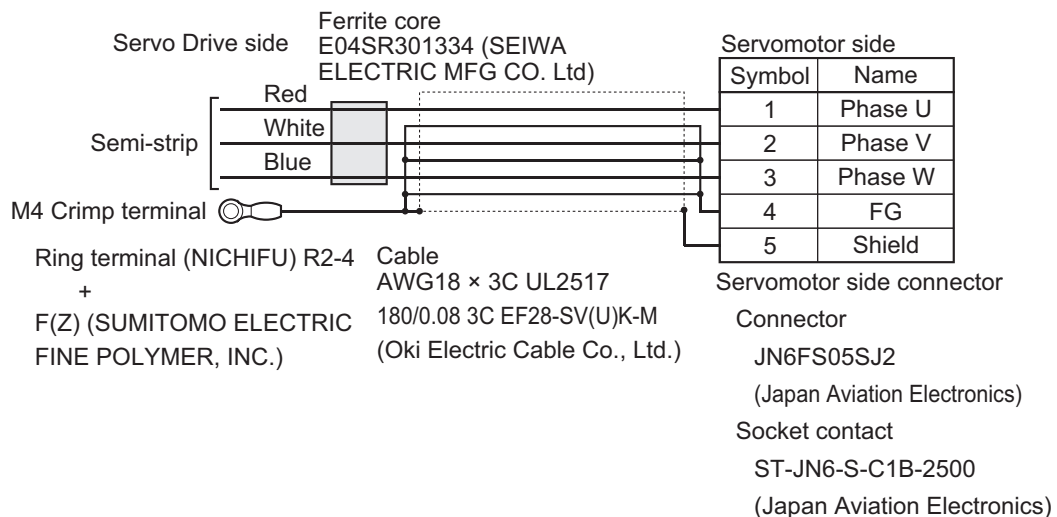 Servo Drive side
Ferrite core
E04SR301334 (SEIWA
ELECTRIC MFG CO. Ltd)
Servomotor side
Symbol Name
1 Phase U
2 Phase V
3 Phase W
4 FG
5 Shield
Red
White
Blue
Semi-strip
M4 Crimp terminal
Ring terminal (NICHIFU) R2-4
+
F(Z) (SUMITOMO ELECTRIC
FINE POLYMER, INC.)
Cable
AWG18 × 3C UL2517
180/0.08 3C EF28-SV(U)K-M
(Oki Electric Cable Co., Ltd.)
Servomotor side connector
Connector
JN6FS05SJ2
(Japan Aviation Electronics)
Socket contact
ST-JN6-S-C1B-2500
(Japan Aviation Electronics)